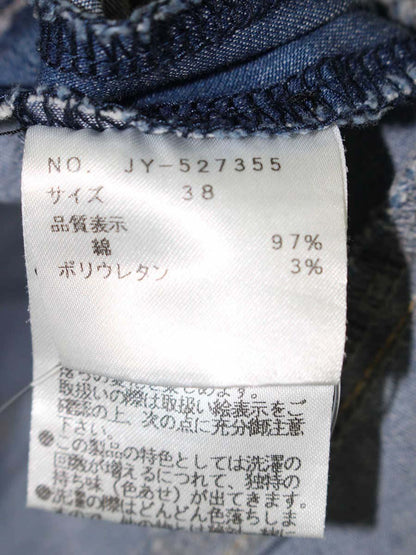 NO. JY-527355
サイズ 38
品質表示
綿 97%
ポリウレタン 3%
取扱いの際は取扱い絵表示をご
確認の上、次の点に充分御注意
下さい。
●この製品の特色としては洗濯の
回数が増えるにつれて、独特の
持ち味（色あせ）が出てきます。
●洗濯の際はどんどん色落ちしま